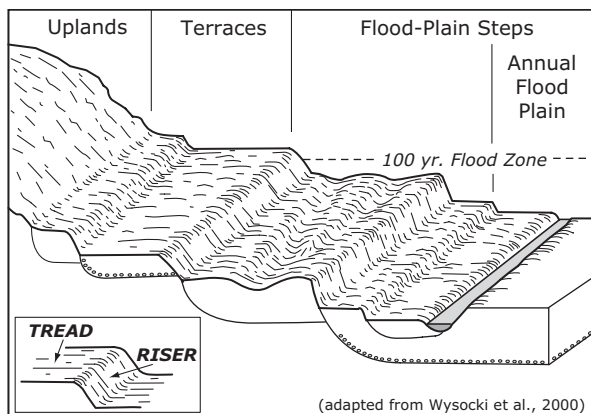 Uplands
Terraces
Flood-Plain Steps
Annual
Flood
Plain
100 yr. Flood Zone
TREAD
RISER
(adapted from Wysocki et al., 2000)